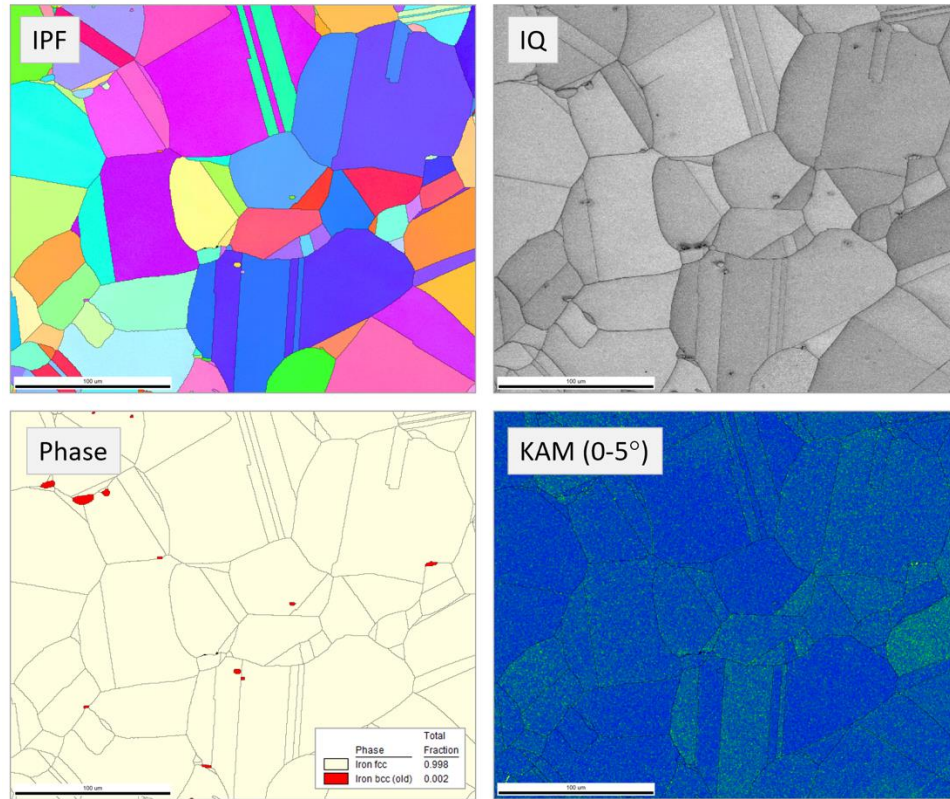 IPF
IQ
100 um
100 um
Phase
KAM (0-5°)
Total
Phase Fraction
Iron fcc 0.998
Iron bcc (old) 0.002
100 um
100 um